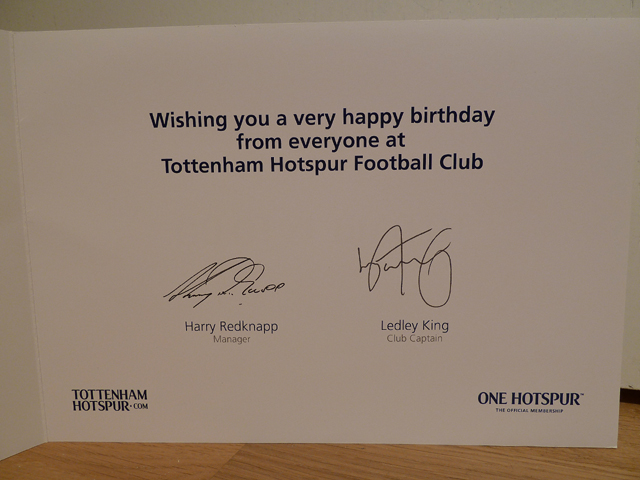 Wishing you a very happy birthday
from everyone at
Tottenham Hotspur Football Club
Harry Redknapp
Manager
Ledley King
Club Captain
TOTTENHAM
HOTSPUR.COM
ONE HOTSPUR™
THE OFFICIAL MEMBERSHIP